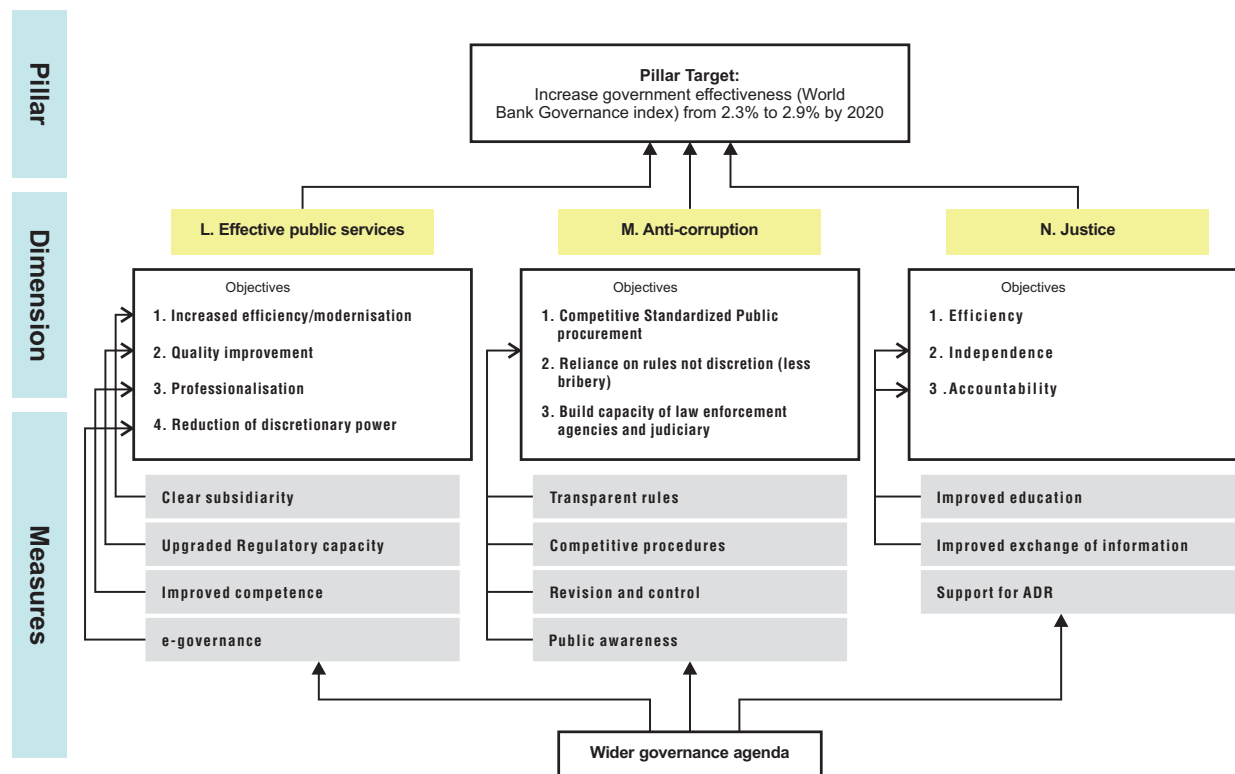 Pillar
Pillar Target:
Increase government effectiveness (World
Bank Governance index) from 2.3% to 2.9% by 2020
Dimension
L. Effective public services
Objectives
1. Increased efficiency/modernisation
2. Quality improvement
3. Professionalisation
4. Reduction of discretionary power
M. Anti-corruption
Objectives
1. Competitive Standardized Public
procurement
2. Reliance on rules not discretion (less
bribery)
3. Build capacity of law enforcement
agencies and judiciary
N. Justice
Objectives
1. Efficiency
2. Independence
3 .Accountability
Measures
Clear subsidiarity
Upgraded Regulatory capacity
Improved competence
e-governance
Transparent rules
Competitive procedures
Revision and control
Public awareness
Improved education
Improved exchange of information
Support for ADR
Wider governance agenda